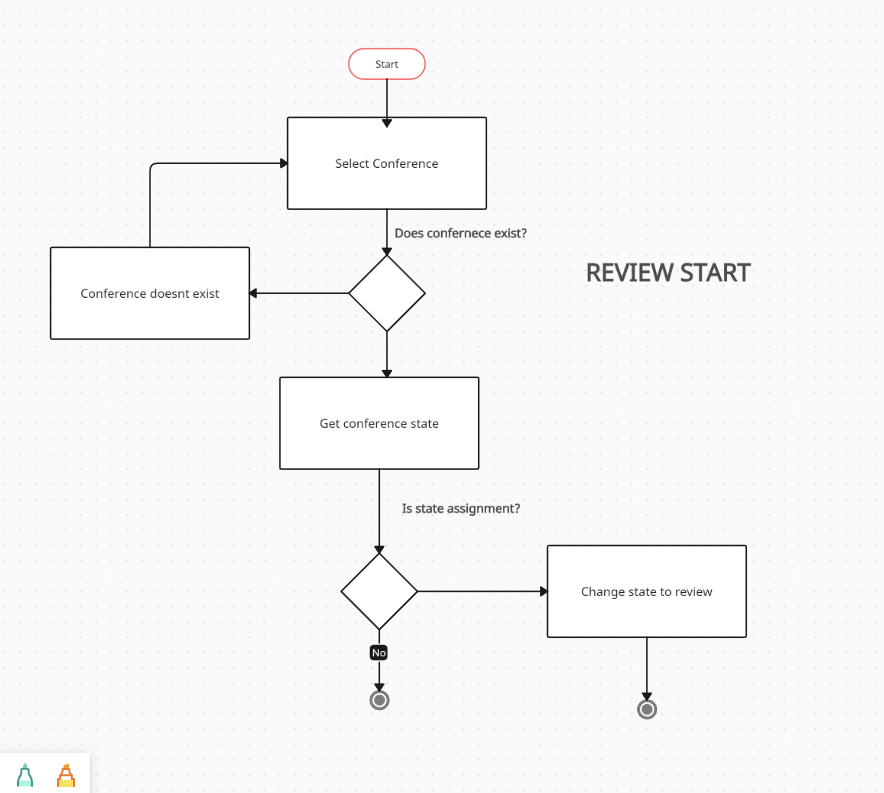 Start
Select Conference
Does confernece exist?
REVIEW START
Conference doesnt exist
Get conference state
Is state assignment?
Change state to review
No